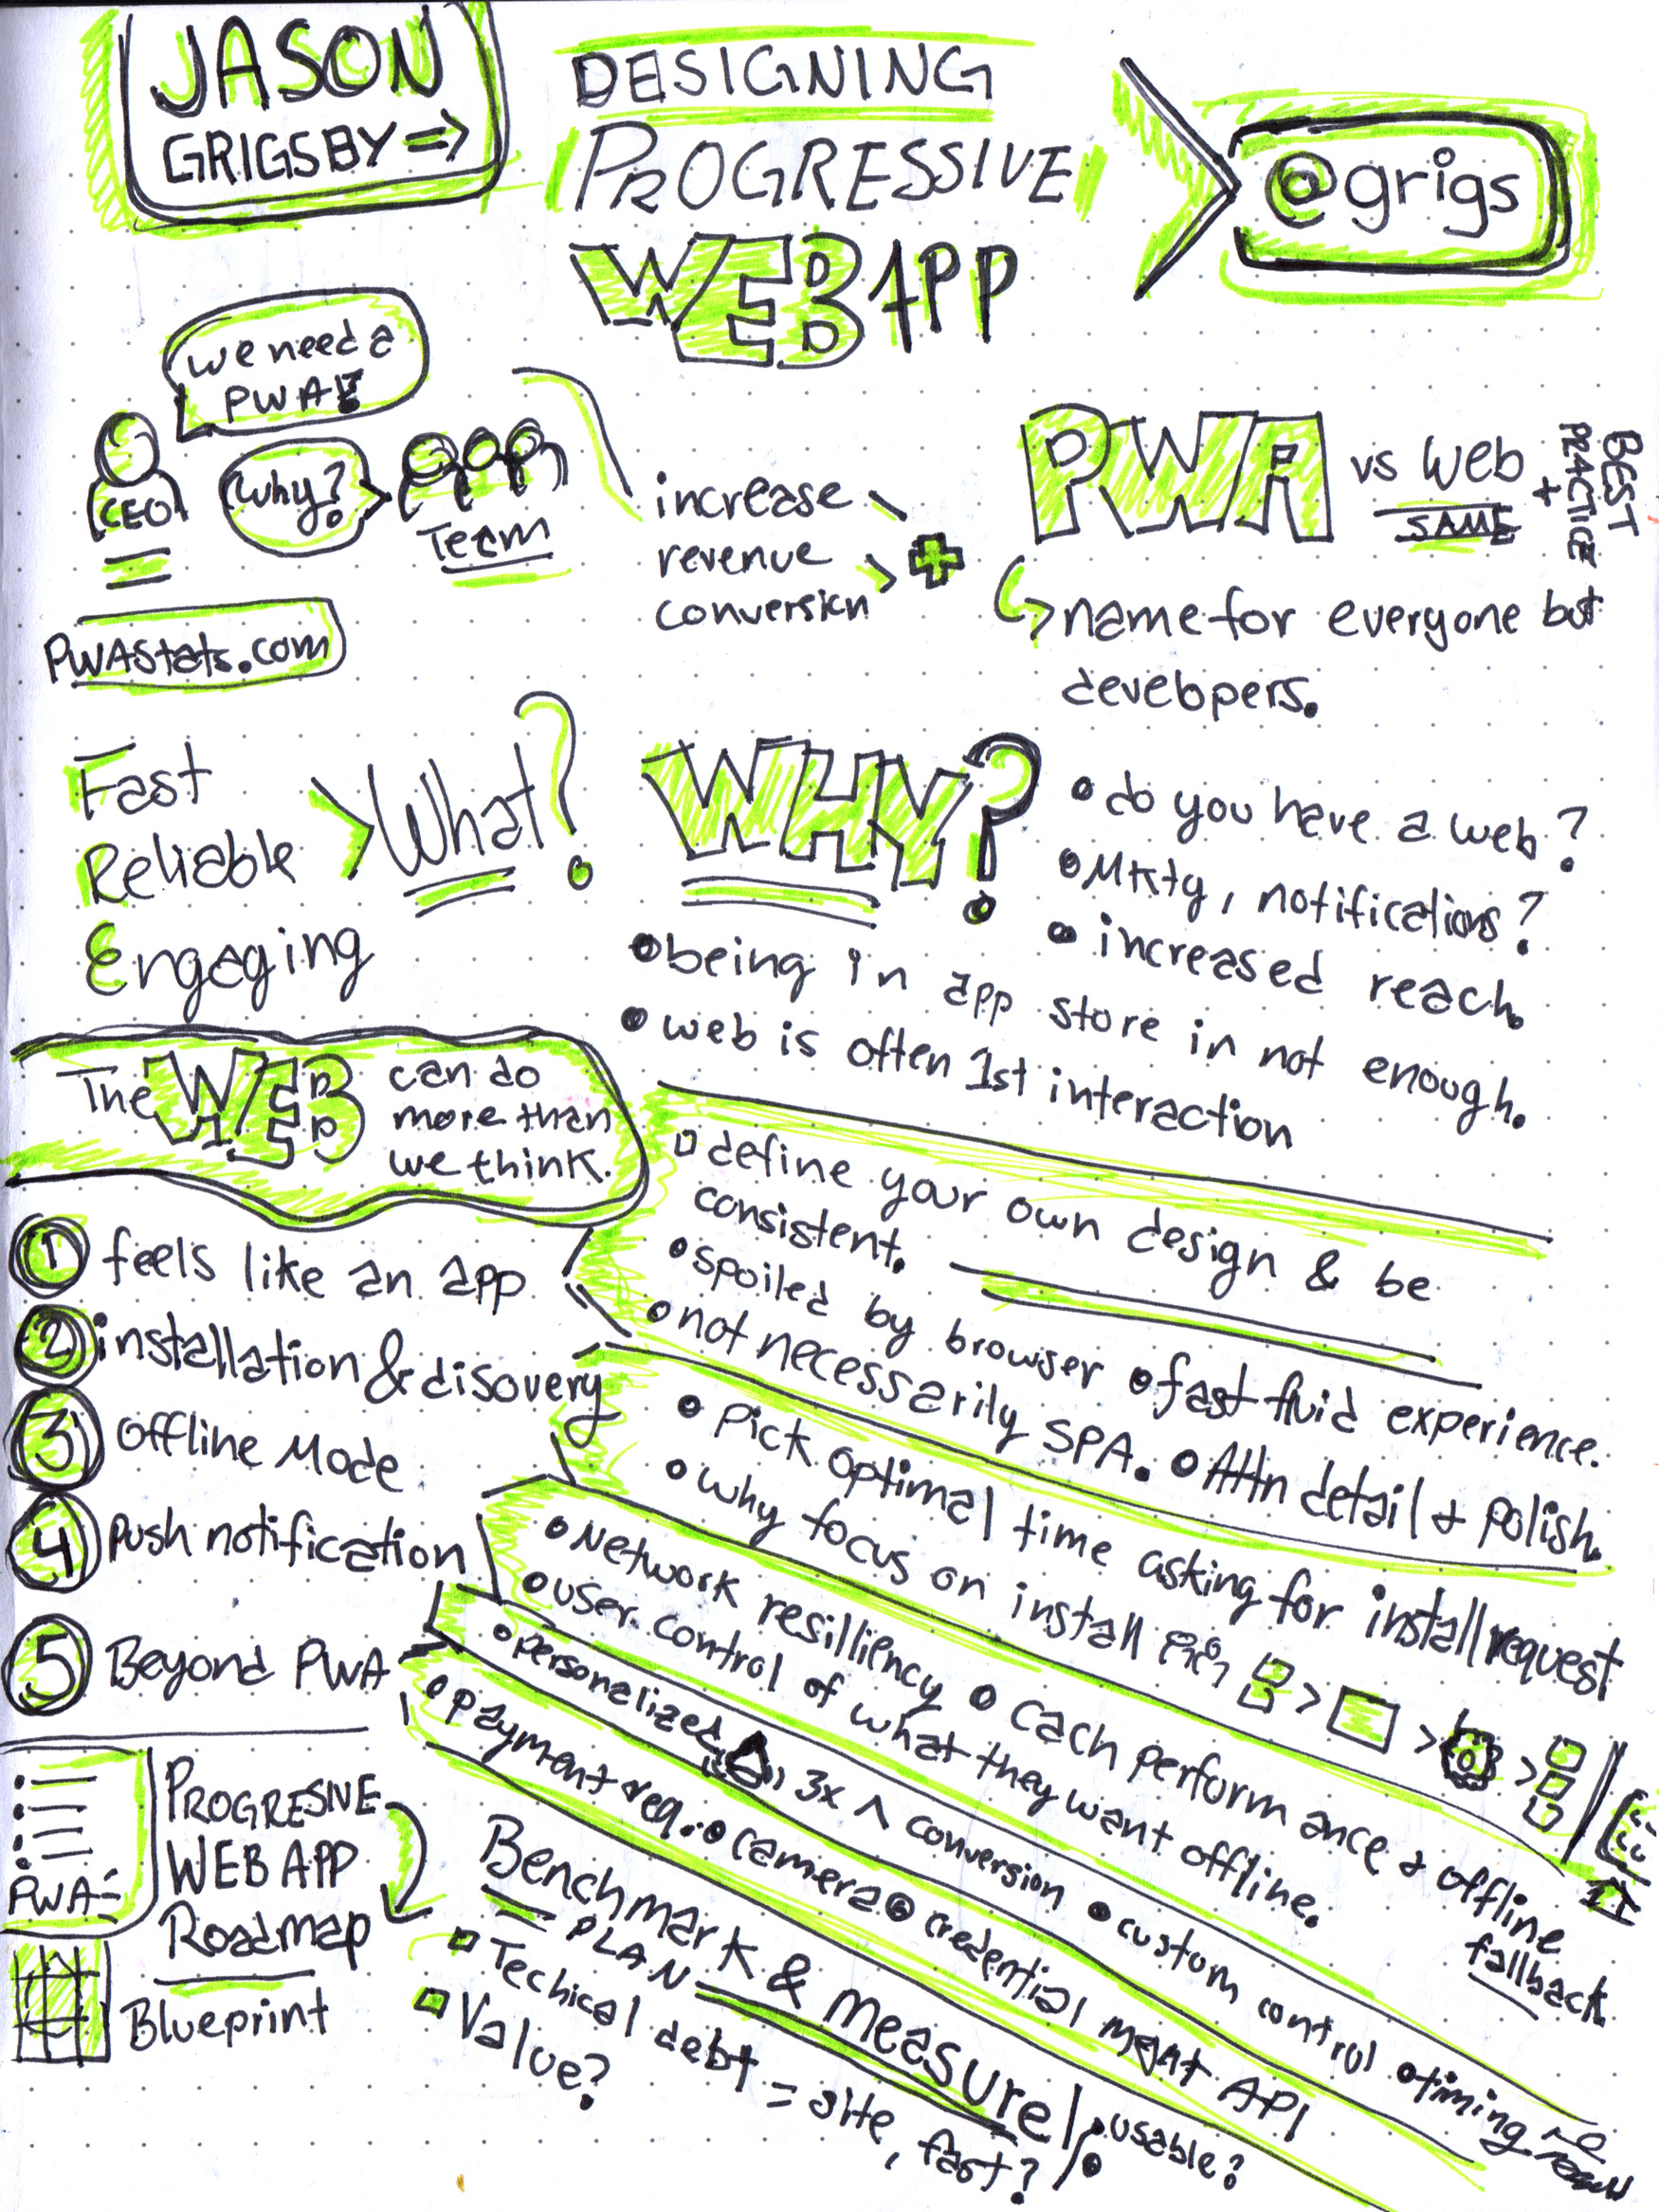 JASON
GRIGSBY =>
DESIGNING
PROGRESSIVE
WEB APP
@grigs
we need a
PWA!
CEO
Why?
Team
increase
revenue
conversion
PWA vs Web
SAME
+ BEST
PRACTICE
name for everyone but
developers.
PWAStats.com
Fast
Reliable
Engaging
What?
WHY?
do you have a web?
Mktg, notifications?
increased reach.
being in app store in not enough.
web is often 1st interaction
The WEB can do
more than
we think.
1 feels like an app
define your own design & be
consistent.
spoiled by browser • fast fluid experience.
not necessarily SPA. • Attn detail + polish.
2 installation & disovery
Pick optimal time asking for install request
why focus on install
3 Offline Mode
Network resilliency • cach performance + offline
fallback.
user control of what they want offline.
4 Push notification
personalized 3x ^ conversion • custom control • timing
5 Beyond PWA
payment req.. • camera • credential mgmt API
PWA
PROGRESIVE
WEB APP
Roadmap
Blueprint
Benchmark & measure
PLAN
Techical debt = site, fast?
usable?
Value?